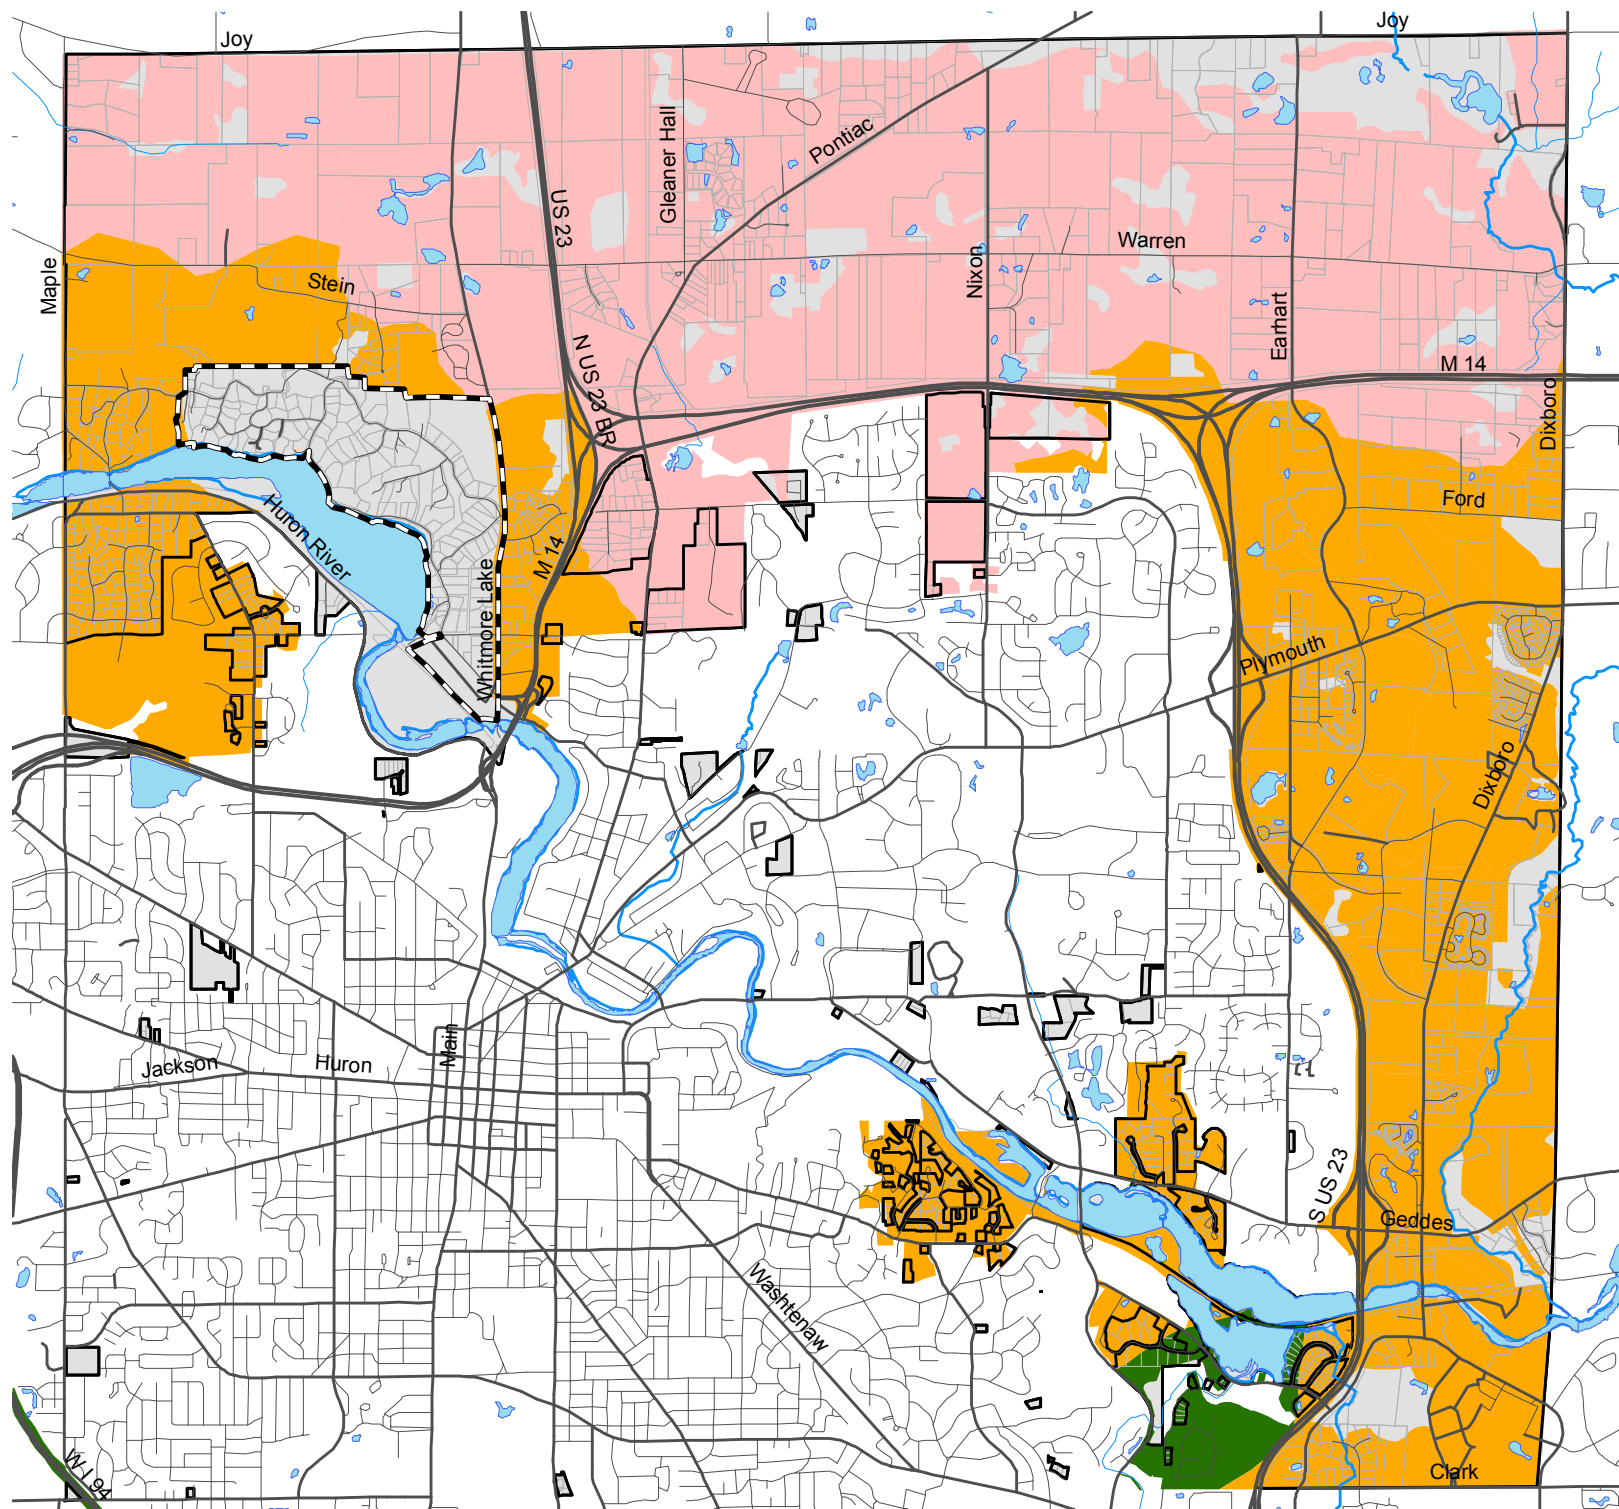 Joy
Joy
Gleaner Hall
Pontiac
US 23
Warren
Nixon
Maple
Stein
Earhart
N US 23 BR
M 14
Dixboro
Ford
Huron River
M 14
Whitmore Lake
Plymouth
Dixboro
Main
Jackson
Huron
S US 23
Geddes
Washtenaw
W I 94
Clark